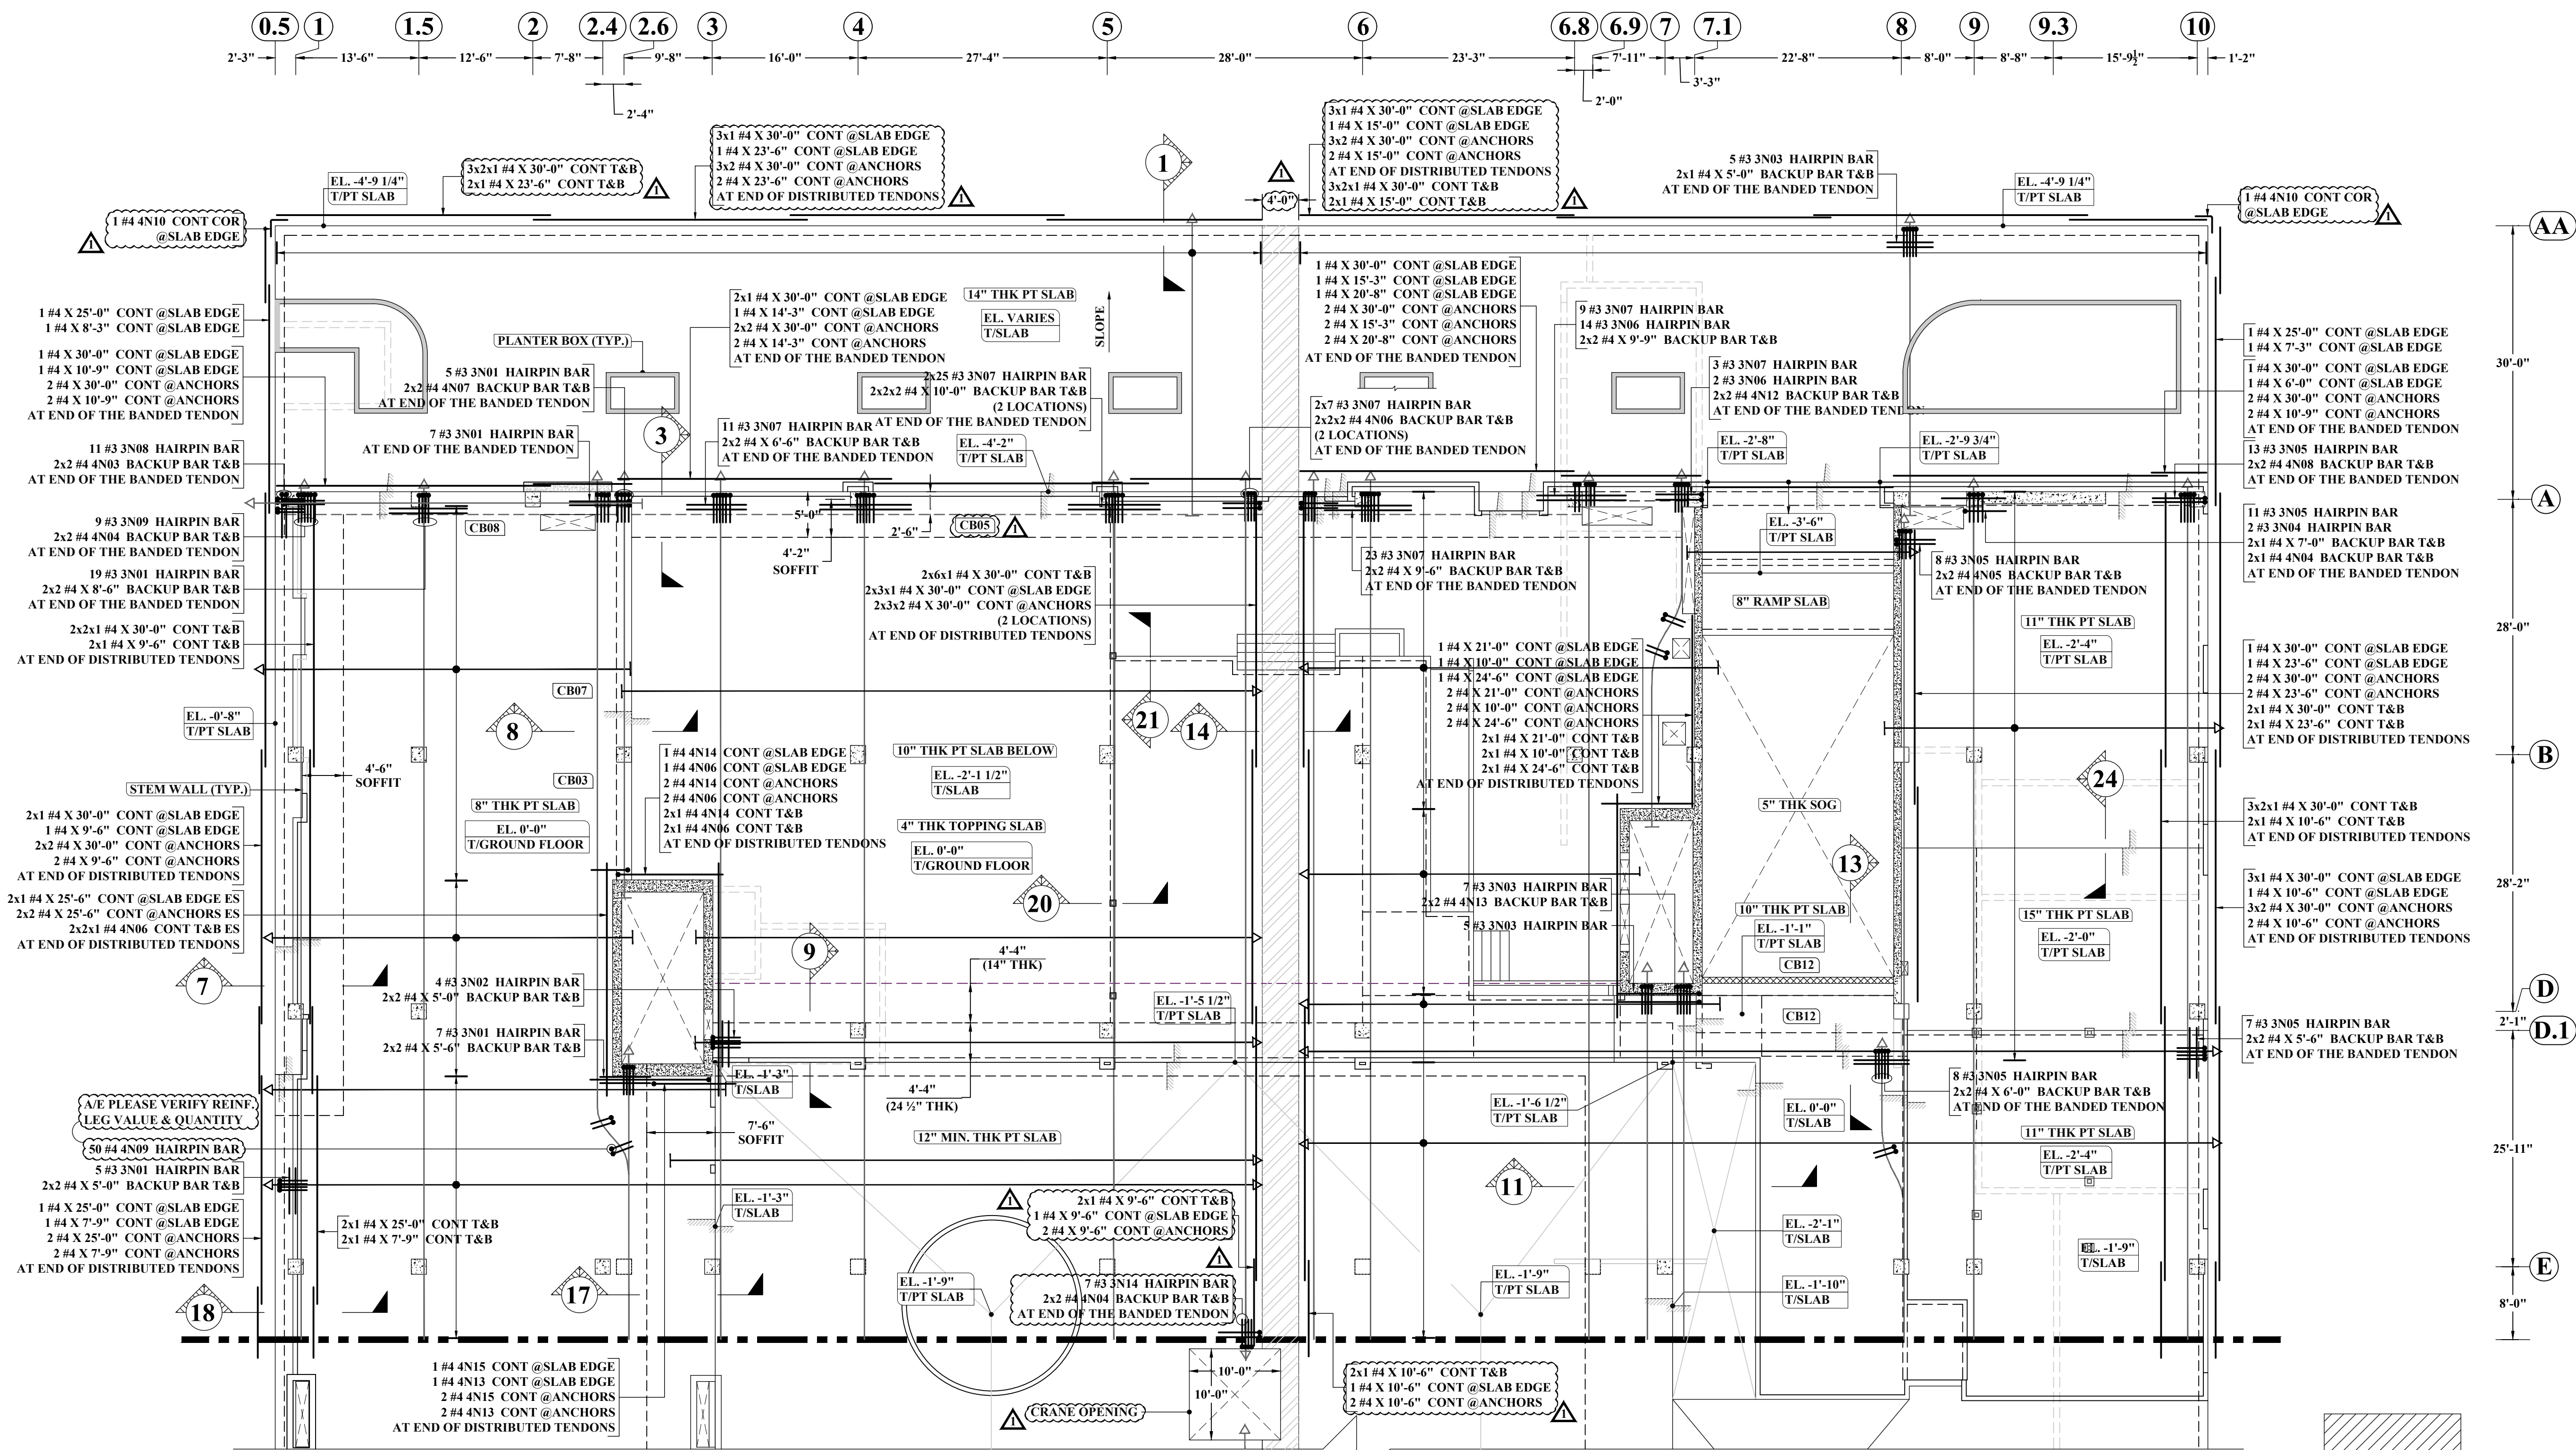 0.5 1 1.5 2 2.4 2.6 3 4 5 6 6.8 6.9 7 7.1 8 9 9.3 10
2'-3" 13'-6" 12'-6" 7'-8" 9'-8" 16'-0" 27'-4" 28'-0" 23'-3" 7'-11" 22'-8" 8'-0" 8'-8" 15'-9½" 1'-2"
2'-4"
2'-0"
3'-3"
3x2x1 #4 X 30'-0" CONT T&B
2x1 #4 X 23'-6" CONT T&B
1
3x1 #4 X 30'-0" CONT @SLAB EDGE
1 #4 X 23'-6" CONT @SLAB EDGE
3x2 #4 X 30'-0" CONT @ANCHORS
2 #4 X 23'-6" CONT @ANCHORS
AT END OF DISTRIBUTED TENDONS
1
1
1
4'-0"
3x1 #4 X 30'-0" CONT @SLAB EDGE
1 #4 X 15'-0" CONT @SLAB EDGE
3x2 #4 X 30'-0" CONT @ANCHORS
2 #4 X 15'-0" CONT @ANCHORS
AT END OF DISTRIBUTED TENDONS
3x2x1 #4 X 30'-0" CONT T&B
2x1 #4 X 15'-0" CONT T&B
1
5 #3 3N03 HAIRPIN BAR
2x1 #4 X 5'-0" BACKUP BAR T&B
AT END OF THE BANDED TENDON
EL. -4'-9 1/4"
T/PT SLAB
EL. -4'-9 1/4"
T/PT SLAB
1 #4 4N10 CONT COR
@SLAB EDGE
1
1 #4 4N10 CONT COR
@SLAB EDGE
1
AA
1 #4 X 25'-0" CONT @SLAB EDGE
1 #4 X 8'-3" CONT @SLAB EDGE
1 #4 X 30'-0" CONT @SLAB EDGE
1 #4 X 10'-9" CONT @SLAB EDGE
2 #4 X 30'-0" CONT @ANCHORS
2 #4 X 10'-9" CONT @ANCHORS
AT END OF THE BANDED TENDON
11 #3 3N08 HAIRPIN BAR
2x2 #4 4N03 BACKUP BAR T&B
AT END OF THE BANDED TENDON
9 #3 3N09 HAIRPIN BAR
2x2 #4 4N04 BACKUP BAR T&B
AT END OF THE BANDED TENDON
19 #3 3N01 HAIRPIN BAR
2x2 #4 X 8'-6" BACKUP BAR T&B
AT END OF THE BANDED TENDON
2x2x1 #4 X 30'-0" CONT T&B
2x1 #4 X 9'-6" CONT T&B
AT END OF DISTRIBUTED TENDONS
PLANTER BOX (TYP.)
5 #3 3N01 HAIRPIN BAR
2x2 #4 4N07 BACKUP BAR T&B
AT END OF THE BANDED TENDON
7 #3 3N01 HAIRPIN BAR
AT END OF THE BANDED TENDON
2x1 #4 X 30'-0" CONT @SLAB EDGE
1 #4 X 14'-3" CONT @SLAB EDGE
2x2 #4 X 30'-0" CONT @ANCHORS
2 #4 X 14'-3" CONT @ANCHORS
AT END OF THE BANDED TENDON
14" THK PT SLAB
EL. VARIES
T/SLAB
SLOPE
2x25 #3 3N07 HAIRPIN BAR
2x2x2 #4 X 10'-0" BACKUP BAR T&B
(2 LOCATIONS)
AT END OF THE BANDED TENDON
3
11 #3 3N07 HAIRPIN BAR
2x2 #4 X 6'-6" BACKUP BAR T&B
AT END OF THE BANDED TENDON
EL. -4'-2"
T/PT SLAB
1 #4 X 30'-0" CONT @SLAB EDGE
1 #4 X 15'-3" CONT @SLAB EDGE
1 #4 X 20'-8" CONT @SLAB EDGE
2 #4 X 30'-0" CONT @ANCHORS
2 #4 X 15'-3" CONT @ANCHORS
2 #4 X 20'-8" CONT @ANCHORS
AT END OF THE BANDED TENDON
9 #3 3N07 HAIRPIN BAR
14 #3 3N06 HAIRPIN BAR
2x2 #4 X 9'-9" BACKUP BAR T&B
3 #3 3N07 HAIRPIN BAR
2 #3 3N06 HAIRPIN BAR
2x2 #4 4N12 BACKUP BAR T&B
AT END OF THE BANDED TENDON
2x7 #3 3N07 HAIRPIN BAR
2x2x2 #4 4N06 BACKUP BAR T&B
(2 LOCATIONS)
AT END OF THE BANDED TENDON
EL. -2'-8"
T/PT SLAB
EL. -2'-9 3/4"
T/PT SLAB
1 #4 X 25'-0" CONT @SLAB EDGE
1 #4 X 7'-3" CONT @SLAB EDGE
1 #4 X 30'-0" CONT @SLAB EDGE
1 #4 X 6'-0" CONT @SLAB EDGE
2 #4 X 30'-0" CONT @ANCHORS
2 #4 X 10'-9" CONT @ANCHORS
AT END OF THE BANDED TENDON
13 #3 3N05 HAIRPIN BAR
2x2 #4 4N08 BACKUP BAR T&B
AT END OF THE BANDED TENDON
30'-0"
A
CB08
5'-0"
2'-6"
CB05
1
4'-2"
SOFFIT
2x6x1 #4 X 30'-0" CONT T&B
2x3x1 #4 X 30'-0" CONT @SLAB EDGE
2x3x2 #4 X 30'-0" CONT @ANCHORS
(2 LOCATIONS)
AT END OF DISTRIBUTED TENDONS
23 #3 3N07 HAIRPIN BAR
2x2 #4 X 9'-6" BACKUP BAR T&B
AT END OF THE BANDED TENDON
EL. -3'-6"
T/PT SLAB
8" RAMP SLAB
8 #3 3N05 HAIRPIN BAR
2x2 #4 4N05 BACKUP BAR T&B
AT END OF THE BANDED TENDON
11" THK PT SLAB
EL. -2'-4"
T/PT SLAB
11 #3 3N05 HAIRPIN BAR
2 #3 3N04 HAIRPIN BAR
2x1 #4 X 7'-0" BACKUP BAR T&B
2x1 #4 4N04 BACKUP BAR T&B
AT END OF THE BANDED TENDON
28'-0"
1 #4 X 30'-0" CONT @SLAB EDGE
1 #4 X 23'-6" CONT @SLAB EDGE
2 #4 X 30'-0" CONT @ANCHORS
2 #4 X 23'-6" CONT @ANCHORS
2x1 #4 X 30'-0" CONT T&B
2x1 #4 X 23'-6" CONT T&B
AT END OF DISTRIBUTED TENDONS
1 #4 X 21'-0" CONT @SLAB EDGE
1 #4 X 10'-0" CONT @SLAB EDGE
1 #4 X 24'-6" CONT @SLAB EDGE
2 #4 X 21'-0" CONT @ANCHORS
2 #4 X 10'-0" CONT @ANCHORS
2 #4 X 24'-6" CONT @ANCHORS
2x1 #4 X 21'-0" CONT T&B
2x1 #4 X 10'-0" CONT T&B
2x1 #4 X 24'-6" CONT T&B
AT END OF DISTRIBUTED TENDONS
CB07
EL. -0'-8"
T/PT SLAB
8
21
14
B
24
4'-6"
SOFFIT
STEM WALL (TYP.)
CB03
8" THK PT SLAB
EL. 0'-0"
T/GROUND FLOOR
1 #4 4N14 CONT @SLAB EDGE
1 #4 4N06 CONT @SLAB EDGE
2 #4 4N14 CONT @ANCHORS
2 #4 4N06 CONT @ANCHORS
2x1 #4 4N14 CONT T&B
2x1 #4 4N06 CONT T&B
AT END OF DISTRIBUTED TENDONS
10" THK PT SLAB BELOW
EL. -2'-1 1/2"
T/SLAB
4" THK TOPPING SLAB
EL. 0'-0"
T/GROUND FLOOR
5" THK SOG
13
20
2x1 #4 X 30'-0" CONT @SLAB EDGE
1 #4 X 9'-6" CONT @SLAB EDGE
2x2 #4 X 30'-0" CONT @ANCHORS
2 #4 X 9'-6" CONT @ANCHORS
AT END OF DISTRIBUTED TENDONS
2x1 #4 X 25'-6" CONT @SLAB EDGE ES
2x2 #4 X 25'-6" CONT @ANCHORS ES
2x2x1 #4 4N06 CONT T&B ES
AT END OF DISTRIBUTED TENDONS
7
3x2x1 #4 X 30'-0" CONT T&B
2x1 #4 X 10'-6" CONT T&B
AT END OF DISTRIBUTED TENDONS
28'-2"
3x1 #4 X 30'-0" CONT @SLAB EDGE
1 #4 X 10'-6" CONT @SLAB EDGE
3x2 #4 X 30'-0" CONT @ANCHORS
2 #4 X 10'-6" CONT @ANCHORS
AT END OF DISTRIBUTED TENDONS
7 #3 3N03 HAIRPIN BAR
2x2 #4 4N13 BACKUP BAR T&B
5 #3 3N03 HAIRPIN BAR
10" THK PT SLAB
EL. -1'-1"
T/PT SLAB
CB12
15" THK PT SLAB
EL. -2'-0"
T/PT SLAB
9
4'-4"
(14" THK)
4 #3 3N02 HAIRPIN BAR
2x2 #4 X 5'-0" BACKUP BAR T&B
EL. -1'-5 1/2"
T/PT SLAB
CB12
D
2'-1"
D.1
7 #3 3N01 HAIRPIN BAR
2x2 #4 X 5'-6" BACKUP BAR T&B
7 #3 3N05 HAIRPIN BAR
2x2 #4 X 5'-6" BACKUP BAR T&B
AT END OF THE BANDED TENDON
EL. -1'-3"
T/SLAB
4'-4"
(24 ½" THK)
8 #3 3N05 HAIRPIN BAR
2x2 #4 X 6'-0" BACKUP BAR T&B
AT END OF THE BANDED TENDON
A/E PLEASE VERIFY REINF.
LEG VALUE & QUANTITY
50 #4 4N09 HAIRPIN BAR
7'-6"
SOFFIT
12" MIN. THK PT SLAB
EL. -1'-6 1/2"
T/PT SLAB
EL. 0'-0"
T/SLAB
11" THK PT SLAB
EL. -2'-4"
T/PT SLAB
25'-11"
5 #3 3N01 HAIRPIN BAR
2x2 #4 X 5'-0" BACKUP BAR T&B
1 #4 X 25'-0" CONT @SLAB EDGE
1 #4 X 7'-9" CONT @SLAB EDGE
2 #4 X 25'-0" CONT @ANCHORS
2 #4 X 7'-9" CONT @ANCHORS
AT END OF DISTRIBUTED TENDONS
2x1 #4 X 25'-0" CONT T&B
2x1 #4 X 7'-9" CONT T&B
EL. -1'-3"
T/SLAB
1
2x1 #4 X 9'-6" CONT T&B
1 #4 X 9'-6" CONT @SLAB EDGE
2 #4 X 9'-6" CONT @ANCHORS
1
11
EL. -2'-1"
T/SLAB
EL. -1'-9"
T/SLAB
E
18
17
EL. -1'-9"
T/PT SLAB
7 #3 3N14 HAIRPIN BAR
2x2 #4 4N04 BACKUP BAR T&B
AT END OF THE BANDED TENDON
EL. -1'-9"
T/PT SLAB
EL. -1'-10"
T/SLAB
8'-0"
1 #4 4N15 CONT @SLAB EDGE
1 #4 4N13 CONT @SLAB EDGE
2 #4 4N15 CONT @ANCHORS
2 #4 4N13 CONT @ANCHORS
AT END OF DISTRIBUTED TENDONS
10'-0"
10'-0"
1
CRANE OPENING
2x1 #4 X 10'-6" CONT T&B
1 #4 X 10'-6" CONT @SLAB EDGE
2 #4 X 10'-6" CONT @ANCHORS
1